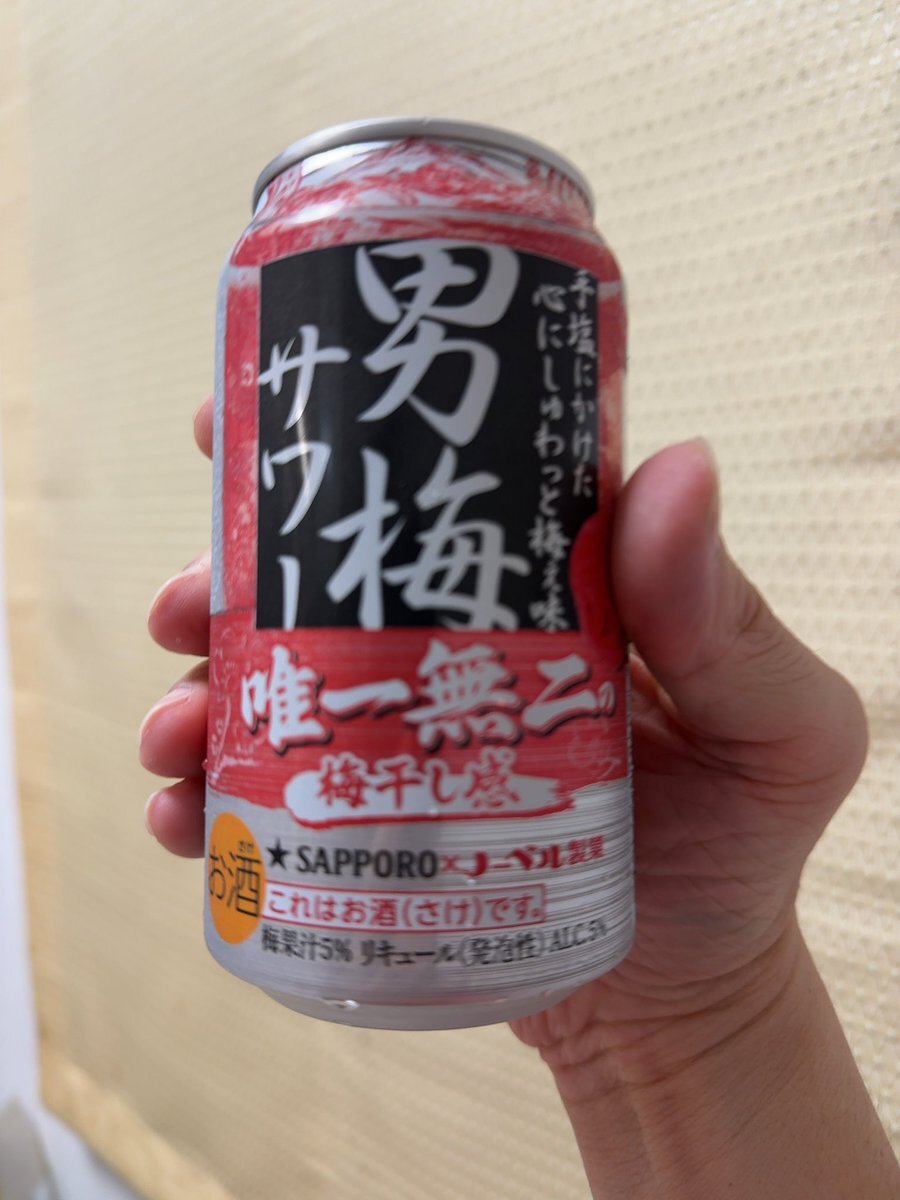 手塩にかけた
心にしゅわっと梅え味
男梅
サワー
唯一無二の
梅干し感
お酒
★SAPPORO×ノーベル製菓
これはお酒(さけ)です。
梅果汁5% リキュール(発泡性) ALC.5%